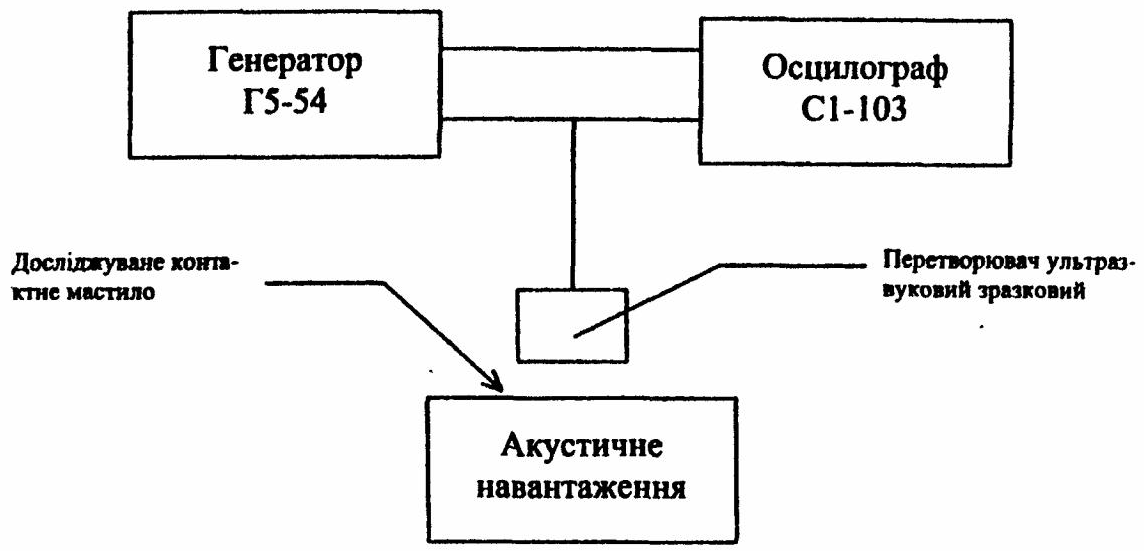 Генератор
Г5-54
Осцилограф
С1-103
Досліджуване конта-
ктне мастило
Перетворювач ультраз-
вуковий зразковий
Акустичне
навантаження